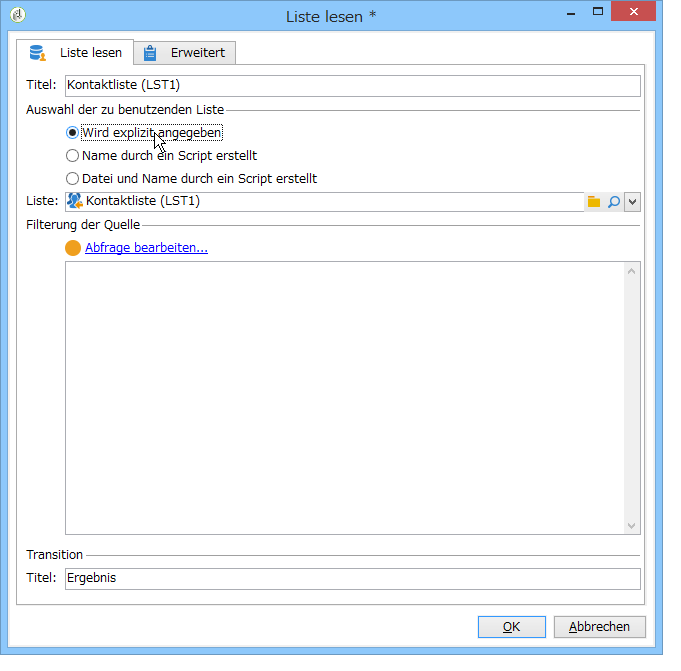 Liste lesen *
Liste lesen
Erweitert
Titel: Kontaktliste (LST1)
Auswahl der zu benutzenden Liste
Wird explizit angegeben
Name durch ein Script erstellt
Datei und Name durch ein Script erstellt
Liste: Kontaktliste (LST1)
Filterung der Quelle
Abfrage bearbeiten...
Transition
Titel: Ergebnis
OK
Abbrechen